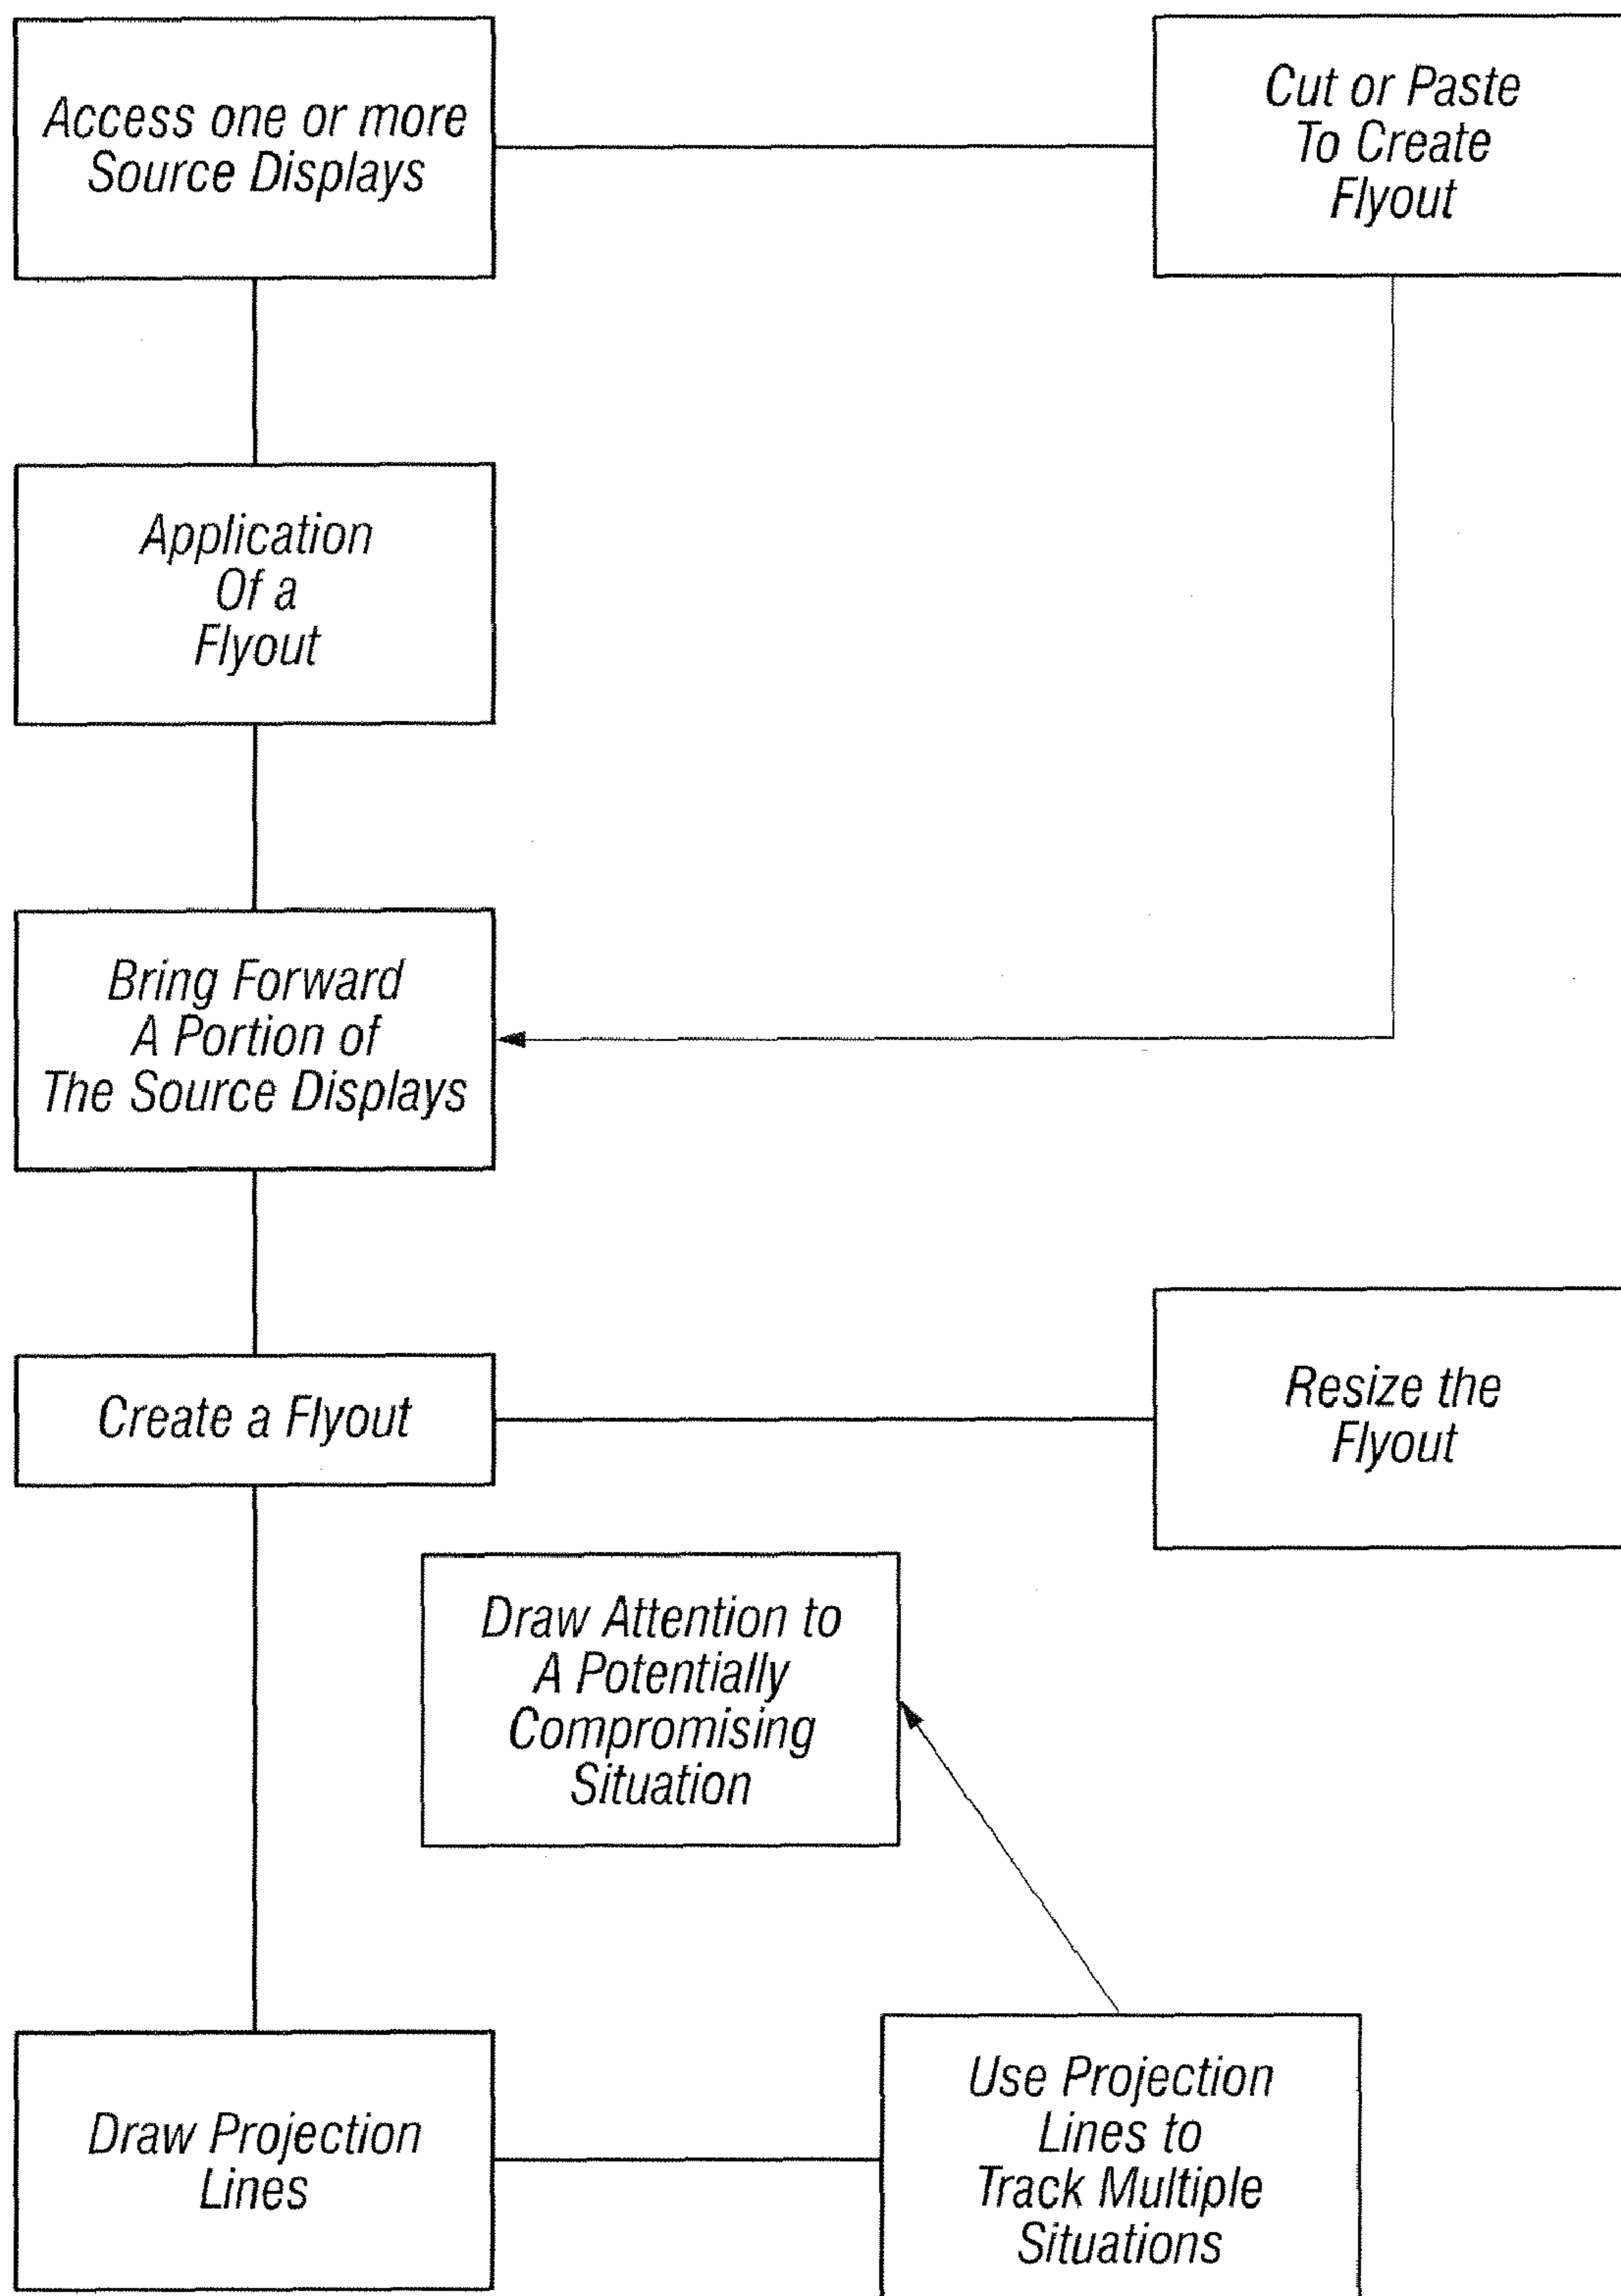 Access one or more
Source Displays
Cut or Paste
To Create
Flyout
Application
Of a
Flyout
Bring Forward
A Portion of
The Source Displays
Create a Flyout
Resize the
Flyout
Draw Attention to
A Potentially
Compromising
Situation
Draw Projection
Lines
Use Projection
Lines to
Track Multiple
Situations